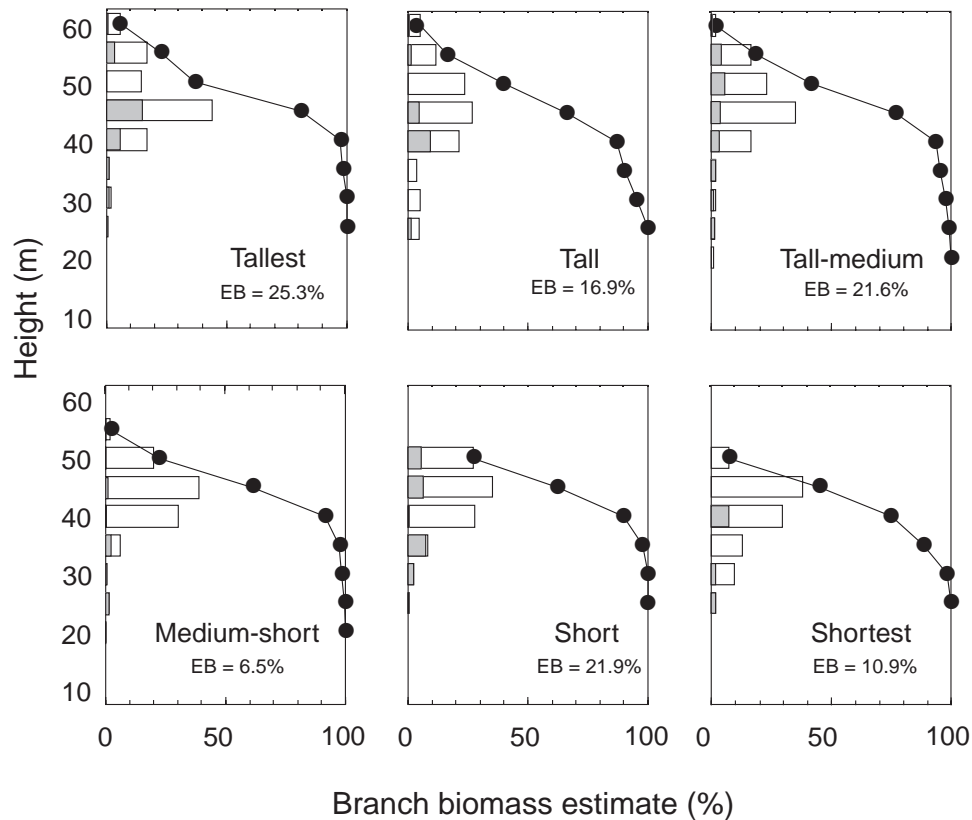 60
50
40
30
20
10
Tallest
EB = 25.3%
Tall
EB = 16.9%
Tall-medium
EB = 21.6%
Height (m)
60
50
40
30
20
10
Medium-short
EB = 6.5%
Short
EB = 21.9%
Shortest
EB = 10.9%
0 50 100 0 50 100 0 50 100
Branch biomass estimate (%)